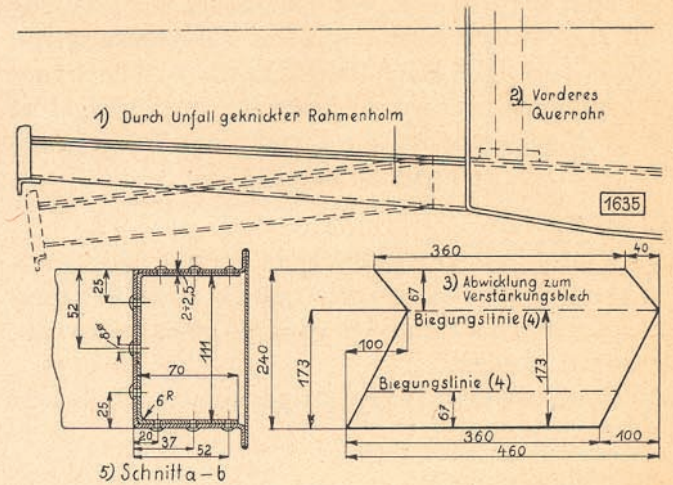 1) Durch Unfall geknickter Rahmenholm
2) Vorderes
Querrohr
1635
360
40
25
52
8ø
25
2÷2,5
111
70
6R
20
37
52
5) Schnitt a-b
240
173
100
67
3) Abwicklung zum
Verstärkungsblech
Biegungslinie (4)
173
Biegungslinie (4)
67
360
100
460